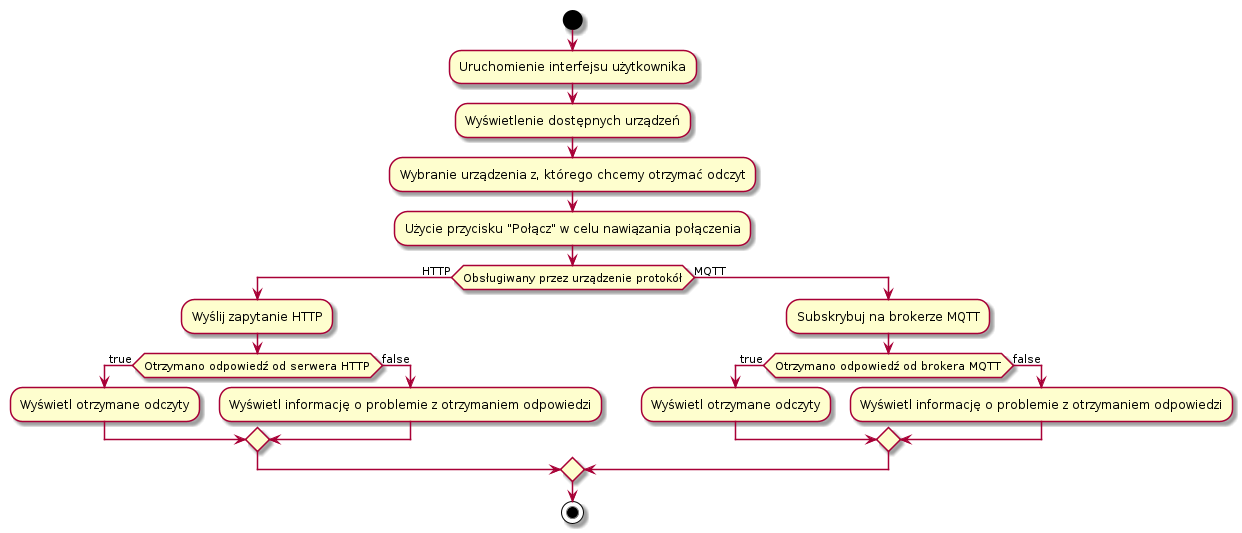 Uruchomienie interfejsu użytkownika
Wyświetlenie dostępnych urządzeń
Wybranie urządzenia z, którego chcemy otrzymać odczyt
Użycie przycisku "Połącz" w celu nawiązania połączenia
HTTP
Obsługiwany przez urządzenie protokół
MQTT
Wyślij zapytanie HTTP
Subskrybuj na brokerze MQTT
true
Otrzymano odpowiedź od serwera HTTP
false
true
Otrzymano odpowiedź od brokera MQTT
false
Wyświetl otrzymane odczyty
Wyświetl informację o problemie z otrzymaniem odpowiedzi
Wyświetl otrzymane odczyty
Wyświetl informację o problemie z otrzymaniem odpowiedzi